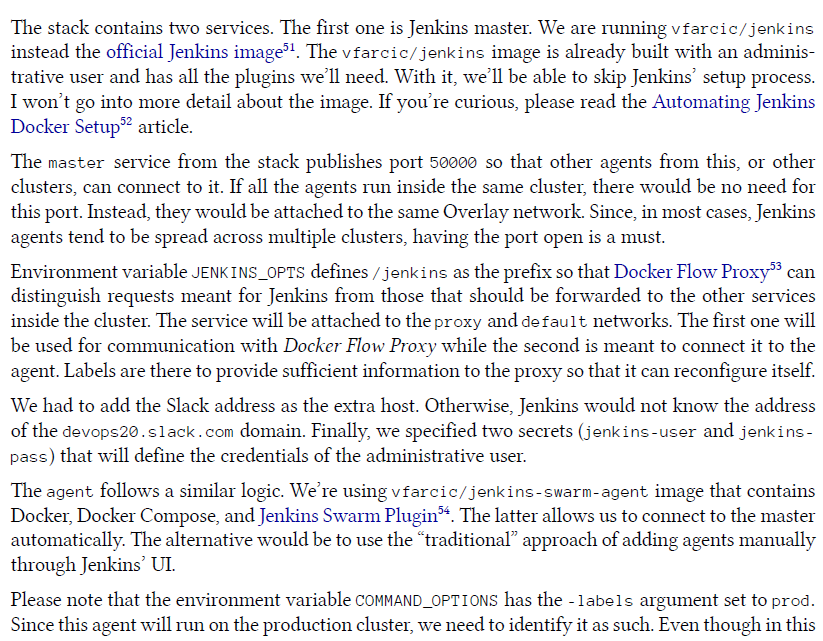 The stack contains two services. The first one is Jenkins master. We are running vfarcic/jenkins
instead the official Jenkins image⁵¹. The vfarcic/jenkins image is already built with an adminis-
trative user and has all the plugins we’ll need. With it, we’ll be able to skip Jenkins’ setup process.
I won’t go into more detail about the image. If you’re curious, please read the Automating Jenkins
Docker Setup⁵² article.
The master service from the stack publishes port 50000 so that other agents from this, or other
clusters, can connect to it. If all the agents run inside the same cluster, there would be no need for
this port. Instead, they would be attached to the same Overlay network. Since, in most cases, Jenkins
agents tend to be spread across multiple clusters, having the port open is a must.
Environment variable JENKINS_OPTS defines /jenkins as the prefix so that Docker Flow Proxy⁵³ can
distinguish requests meant for Jenkins from those that should be forwarded to the other services
inside the cluster. The service will be attached to the proxy and default networks. The first one will
be used for communication with Docker Flow Proxy while the second is meant to connect it to the
agent. Labels are there to provide sufficient information to the proxy so that it can reconfigure itself.
We had to add the Slack address as the extra host. Otherwise, Jenkins would not know the address
of the devops20.slack.com domain. Finally, we specified two secrets (jenkins-user and jenkins-
pass) that will define the credentials of the administrative user.
The agent follows a similar logic. We’re using vfarcic/jenkins-swarm-agent image that contains
Docker, Docker Compose, and Jenkins Swarm Plugin⁵⁴. The latter allows us to connect to the master
automatically. The alternative would be to use the “traditional” approach of adding agents manually
through Jenkins’ UI.
Please note that the environment variable COMMAND_OPTIONS has the -labels argument set to prod.
Since this agent will run on the production cluster, we need to identify it as such. Even though in this